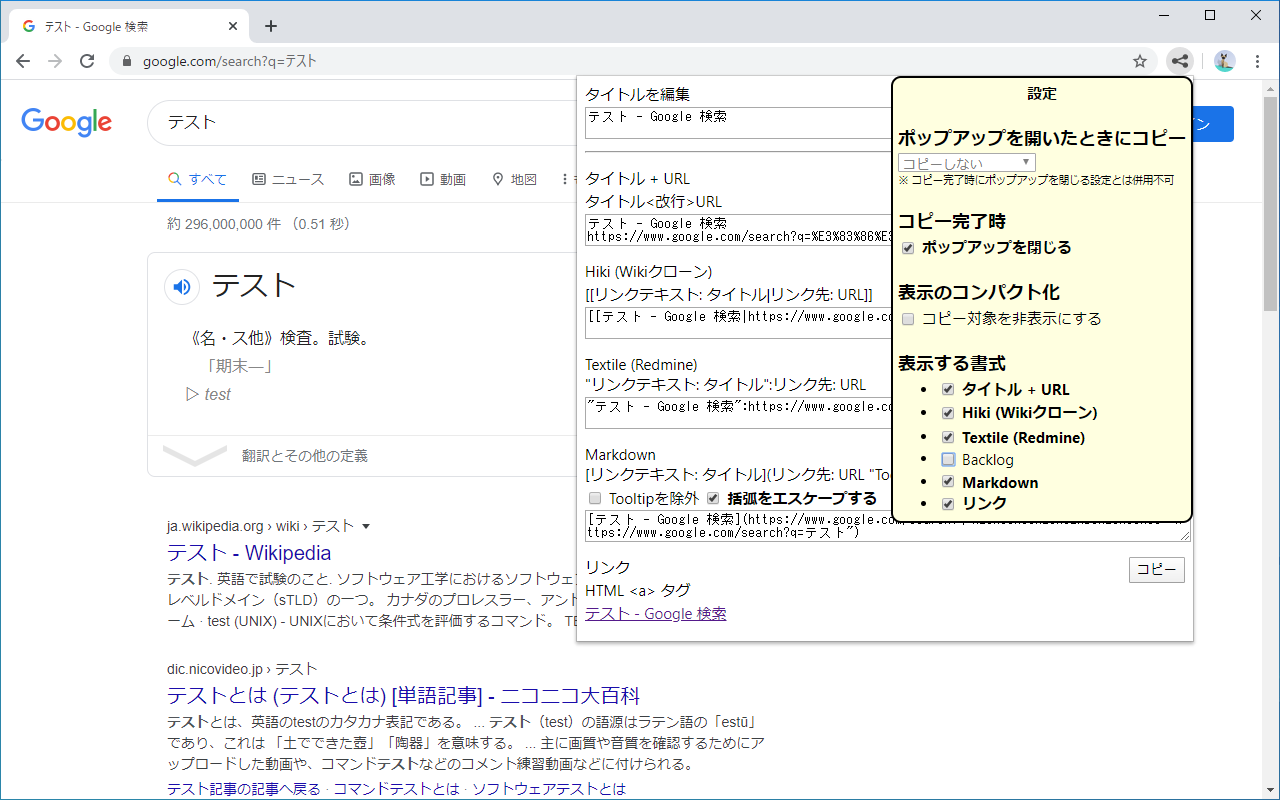 テスト - Google 検索
google.com/search?q=テスト
Google
テスト
すべて
ニュース
画像
動画
地図
約 296,000,000 件 （0.51 秒）
テスト
《名・ス他》検査。試験。
「期末―」
▷ test
翻訳とその他の定義
ja.wikipedia.org › wiki › テスト
テスト - Wikipedia
テスト. 英語で試験のこと. ソフトウェア工学におけるソフトウェ
レベルドメイン（sTLD）の一つ。 カナダのプロレスラー、アント
ーム · test (UNIX) - UNIXにおいて条件式を評価するコマンド。
dic.nicovideo.jp › テスト
テストとは (テストとは) [単語記事] - ニコニコ大百科
テストとは、英語のtestのカタカナ表記である。 ... テスト（test）の語源はラテン語の「estū」
であり、これは 「土でできた壺」「陶器」を意味する。 ... 主に画質や音質を確認するためにア
ップロードした動画や、コマンドテストなどのコメント練習動画などに付けられる。
テスト記事の記事へ戻る · コマンドテストとは · ソフトウェアテストとは
タイトルを編集
テスト - Google 検索
タイトル + URL
タイトル<改行>URL
テスト - Google 検索
https://www.google.com/search?q=%E3%83%86%E3
Hiki (Wikiクローン)
[[リンクテキスト: タイトル|リンク先: URL]]
[[テスト - Google 検索|https://www.google.co
Textile (Redmine)
"リンクテキスト: タイトル":リンク先: URL
"テスト - Google 検索":https://www.google.co
Markdown
[リンクテキスト: タイトル](リンク先: URL "Too
Tooltipを除外 括弧をエスケープする
[テスト - Google 検索](https://www.google.com/search
ttps://www.google.com/search?q=テスト")
リンク
コピー
HTML <a> タグ
テスト - Google 検索
設定
ポップアップを開いたときにコピー
コピーしない
※ コピー完了時にポップアップを閉じる設定とは併用不可
コピー完了時
ポップアップを閉じる
表示のコンパクト化
コピー対象を非表示にする
表示する書式
• タイトル + URL
• Hiki (Wikiクローン)
• Textile (Redmine)
• Backlog
• Markdown
• リンク
ン